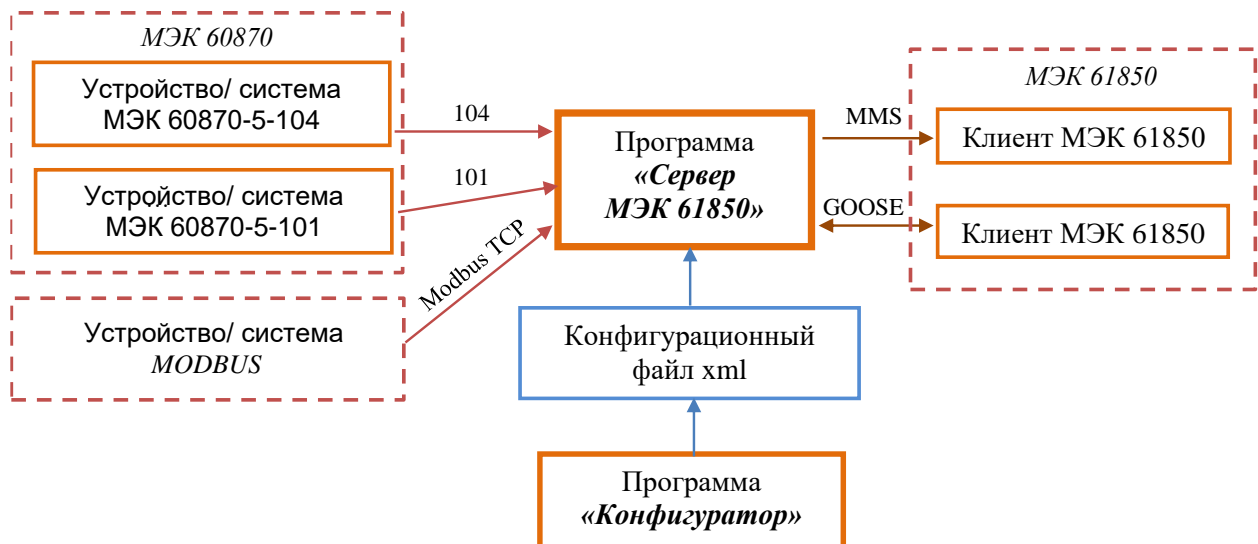 МЭК 60870
Устройство/ система
МЭК 60870-5-104
Устройство/ система
МЭК 60870-5-101
Устройство/ система
MODBUS
104
101
Modbus TCP
Программа
«Сервер
МЭК 61850»
Конфигурационный
файл xml
Программа
«Конфигуратор»
MMS
GOOSE
МЭК 61850
Клиент МЭК 61850
Клиент МЭК 61850